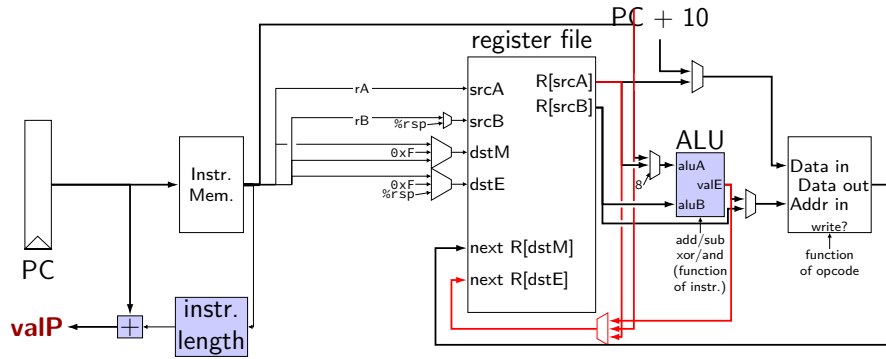 PC + 10
register file
R[srcA]
R[srcB]
rA
srcA
rB
%rsp
srcB
0xF
dstM
0xF
%rsp
dstE
next R[dstM]
next R[dstE]
Instr.
Mem.
PC
ALU
aluA
valE
aluB
8
add/sub
xor/and
(function
of instr.)
Data in
Data out
Addr in
write?
function
of opcode
valP
+
instr.
length